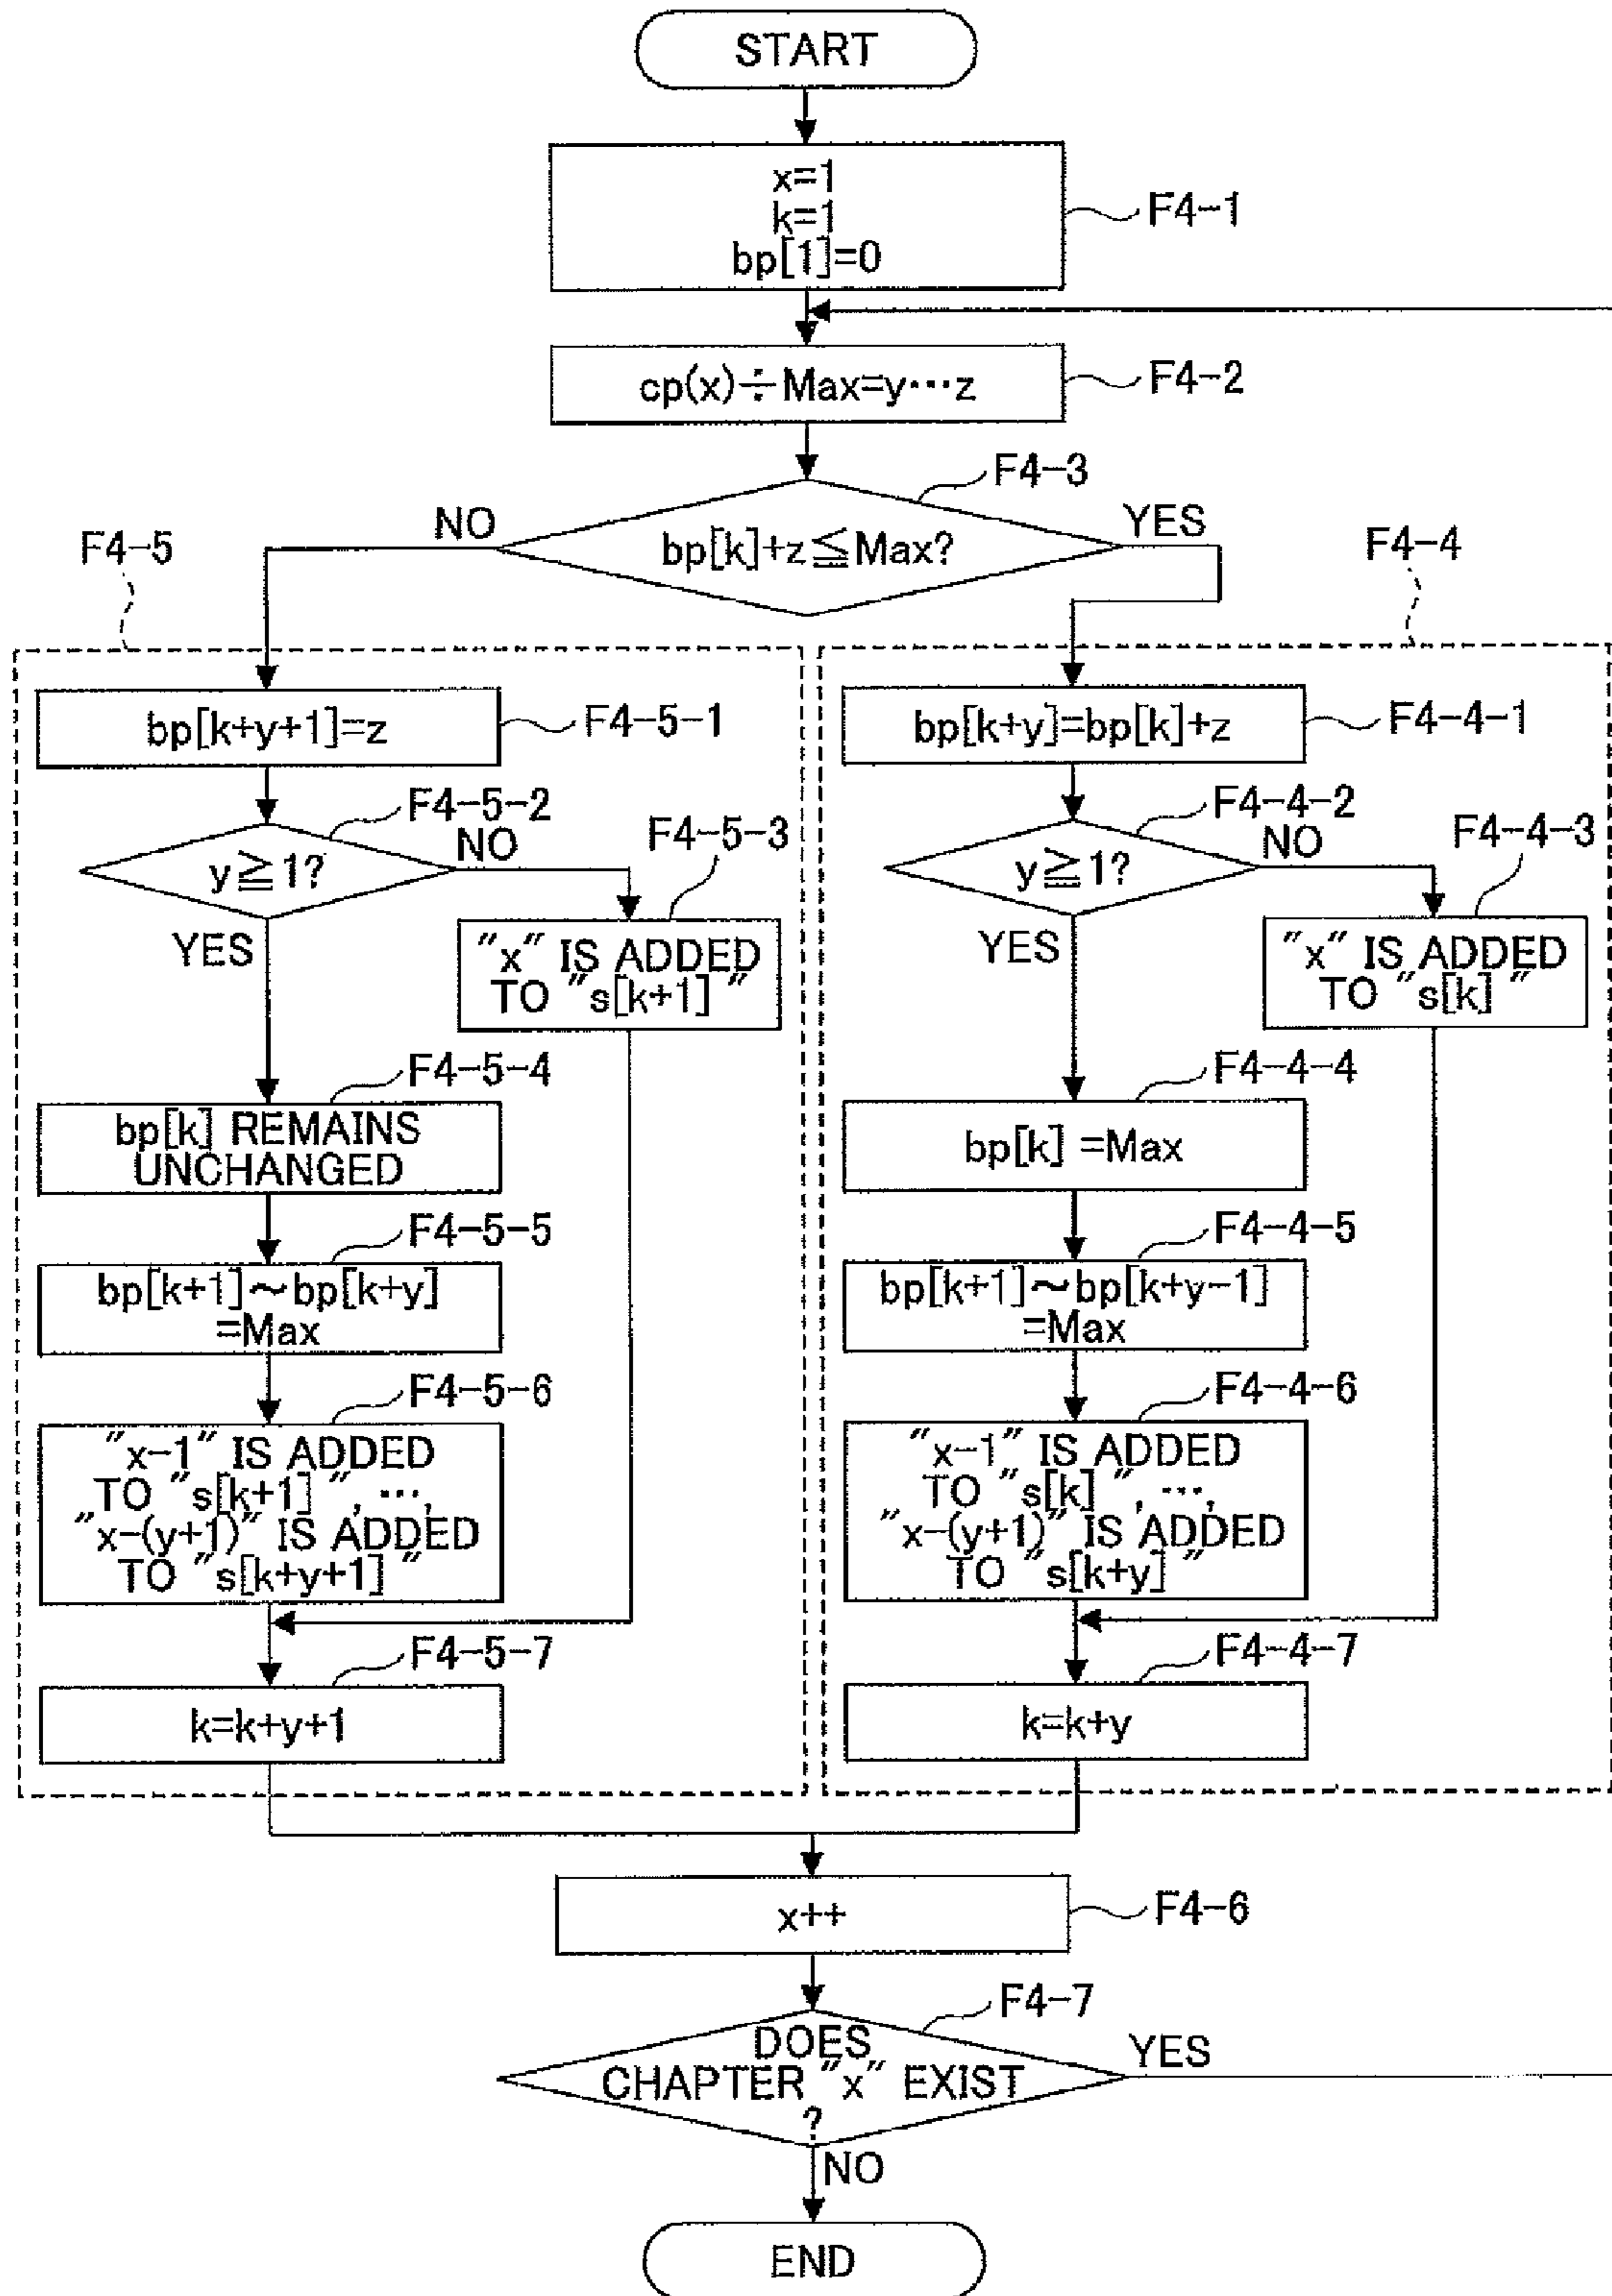 START
x=1
k=1
bp[1]=0
F4-1
cp(x)÷Max=y…z
F4-2
F4-3
bp[k]+z≦Max?
NO
YES
F4-5
F4-4
bp[k+y+1]=z
F4-5-1
F4-5-2
y≧1?
NO
YES
F4-5-3
"x" IS ADDED
TO "s[k+1] "
F4-5-4
bp[k] REMAINS
UNCHANGED
F4-5-5
bp[k+1]~bp[k+y]
=Max
F4-5-6
"x-1" IS ADDED
TO "s[k+1] ", …,
"x-(y+1)" IS ADDED
TO "s[k+y+1] "
F4-5-7
k=k+y+1
bp[k+y]=bp[k]+z
F4-4-1
F4-4-2
y≧1?
NO
YES
F4-4-3
"x" IS ADDED
TO "s[k] "
F4-4-4
bp[k] =Max
F4-4-5
bp[k+1]~bp[k+y-1]
=Max
F4-4-6
"x-1" IS ADDED
TO "s[k] ", …,
"x-(y+1)" IS ADDED
TO "s[k+y] "
F4-4-7
k=k+y
x++
F4-6
F4-7
DOES
CHAPTER "x" EXIST
?
YES
NO
END